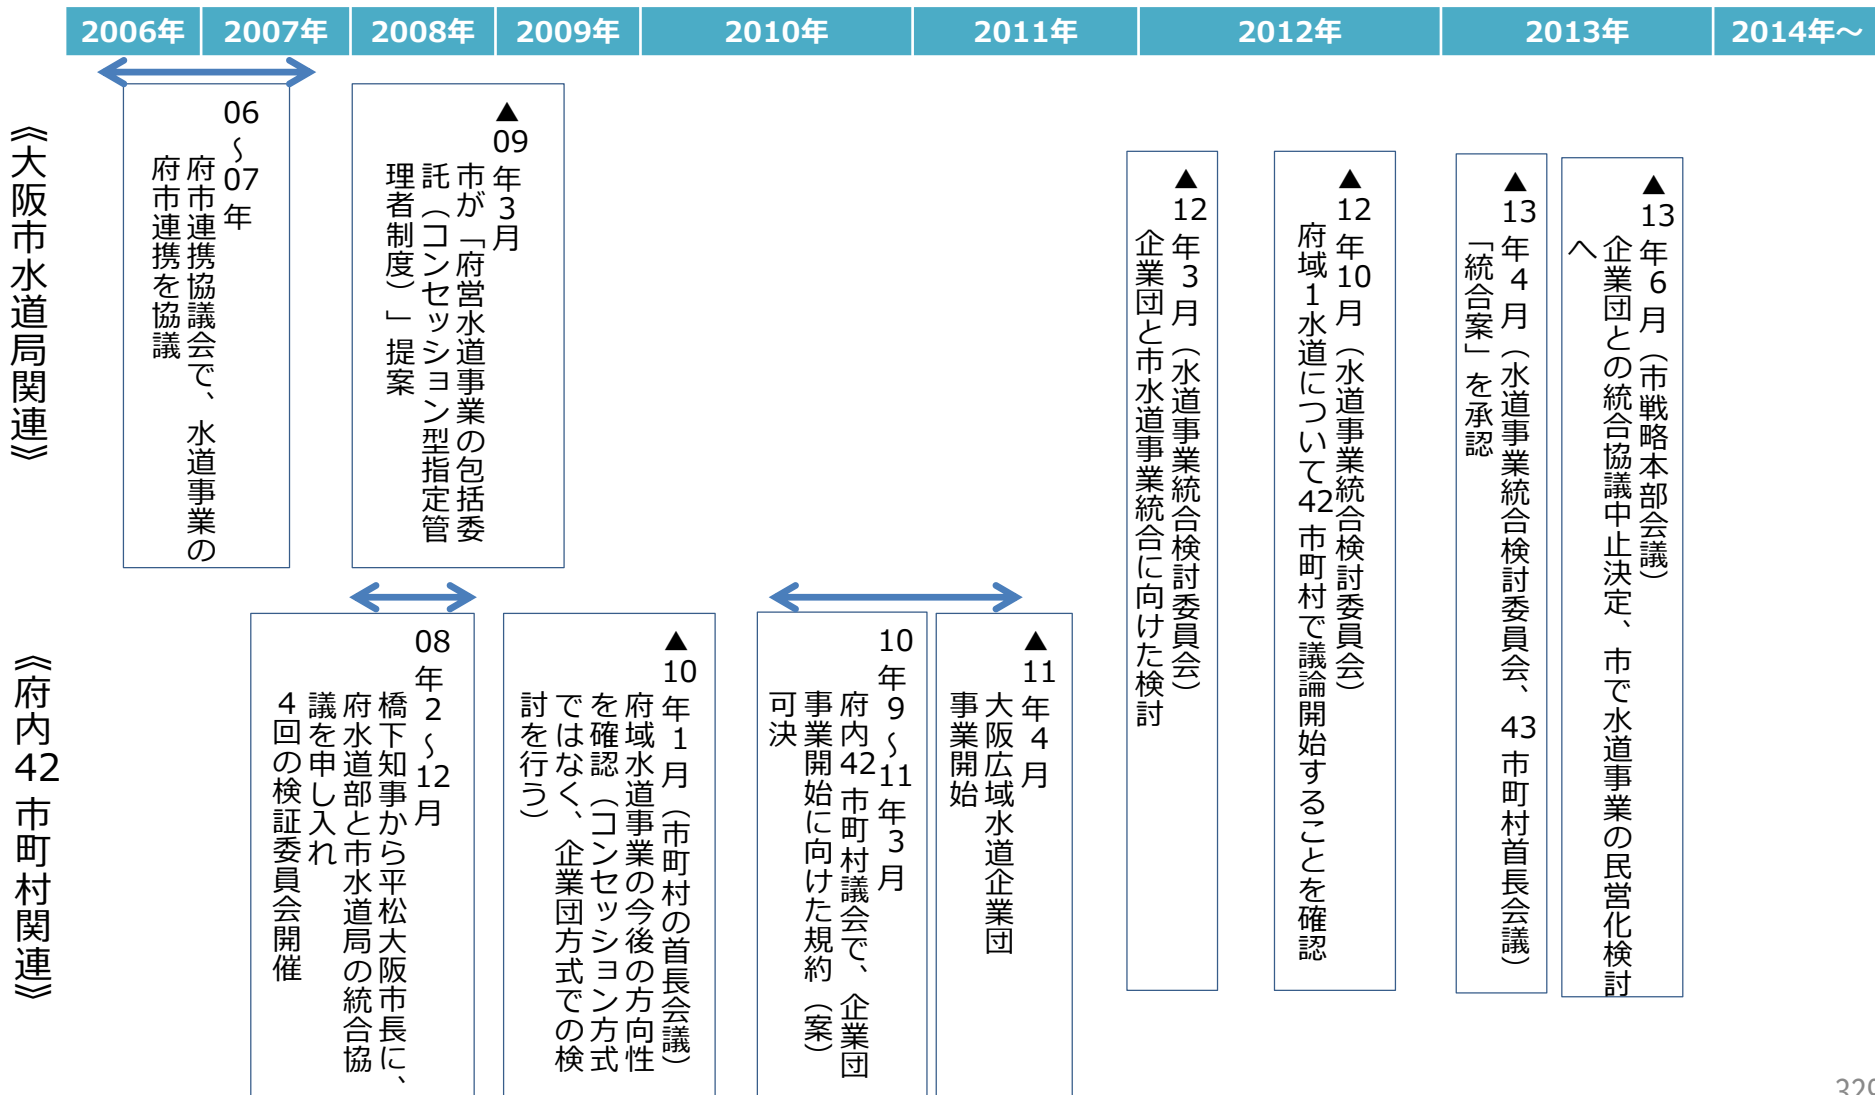 2006年
2007年
2008年
2009年
2010年
2011年
2012年
2013年
2014年～
《大阪市水道局関連》
06～07年
府市連携協議会で、水道事業の
府市連携を協議
▲09年3月
市が「府営水道事業の包括委
託（コンセッション型指定管
理者制度）」提案
▲12年3月（水道事業統合検討委員会）
企業団と市水道事業統合に向けた検討
▲12年10月（水道事業統合検討委員会）
府域1水道について42市町村で議論開始することを確認
▲13年4月（水道事業統合検討委員会、43市町村首長会議）
「統合案」を承認
▲13年6月（市戦略本部会議）
企業団との統合協議中止決定、市で水道事業の民営化検討
へ
《府内42市町村関連》
08年2～12月
橋下知事から平松大阪市長に、
府水道部と市水道局の統合協
議を申し入れ
4回の検証委員会開催
▲10年1月（市町村の首長会議）
府域水道事業の今後の方向性
を確認（コンセッション方式
ではなく、企業団方式での検
討を行う）
10年9～11年3月
府内42市町村議会で、企業団
事業開始に向けた規約（案）
可決
▲11年4月
大阪広域水道企業団
事業開始
329